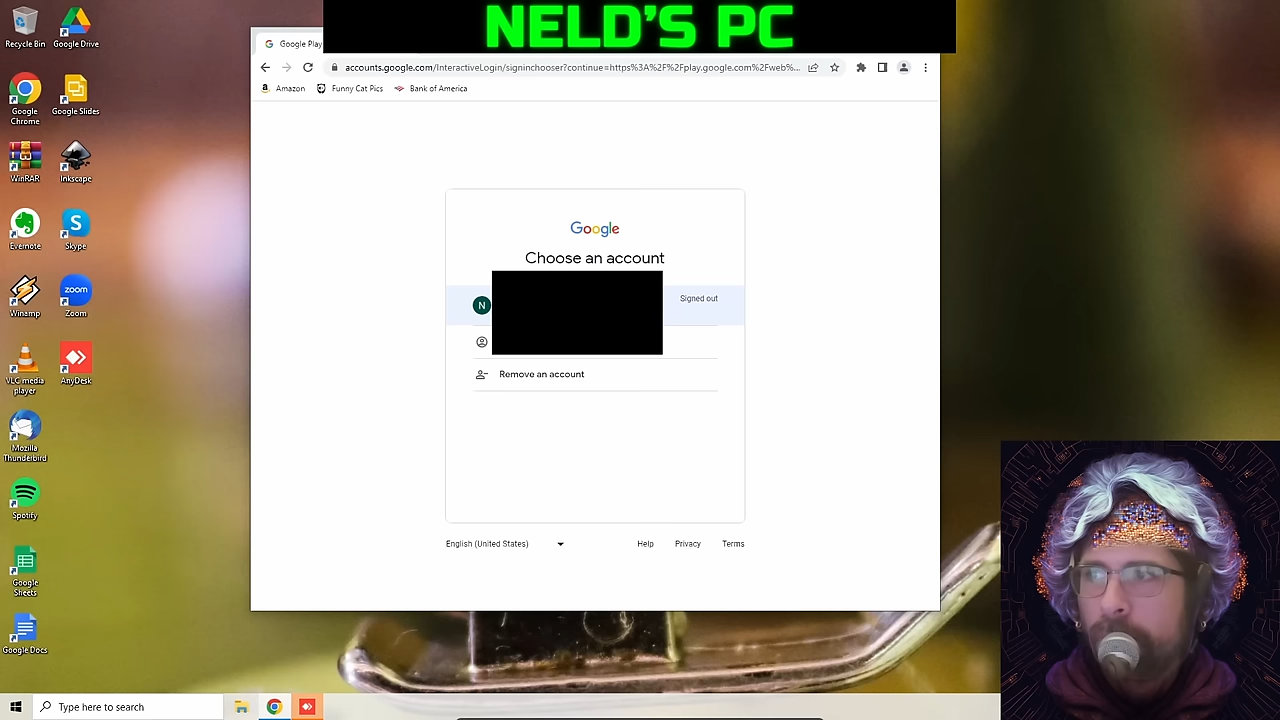 NELD'S PC
Recycle Bin
Google Drive
Google Chrome
Google Slides
WinRAR
Inkscape
Evernote
Skype
Winamp
zoom
Zoom
VLC media player
AnyDesk
Mozilla Thunderbird
Spotify
Google Sheets
Google Docs
Google Play
accounts.google.com/InteractiveLogin/signinchooser?continue=https%3A%2F%2Fplay.google.com%2Fweb%...
Amazon
Funny Cat Pics
Bank of America
Google
Choose an account
N
Signed out
Remove an account
English (United States)
Help
Privacy
Terms
Type here to search